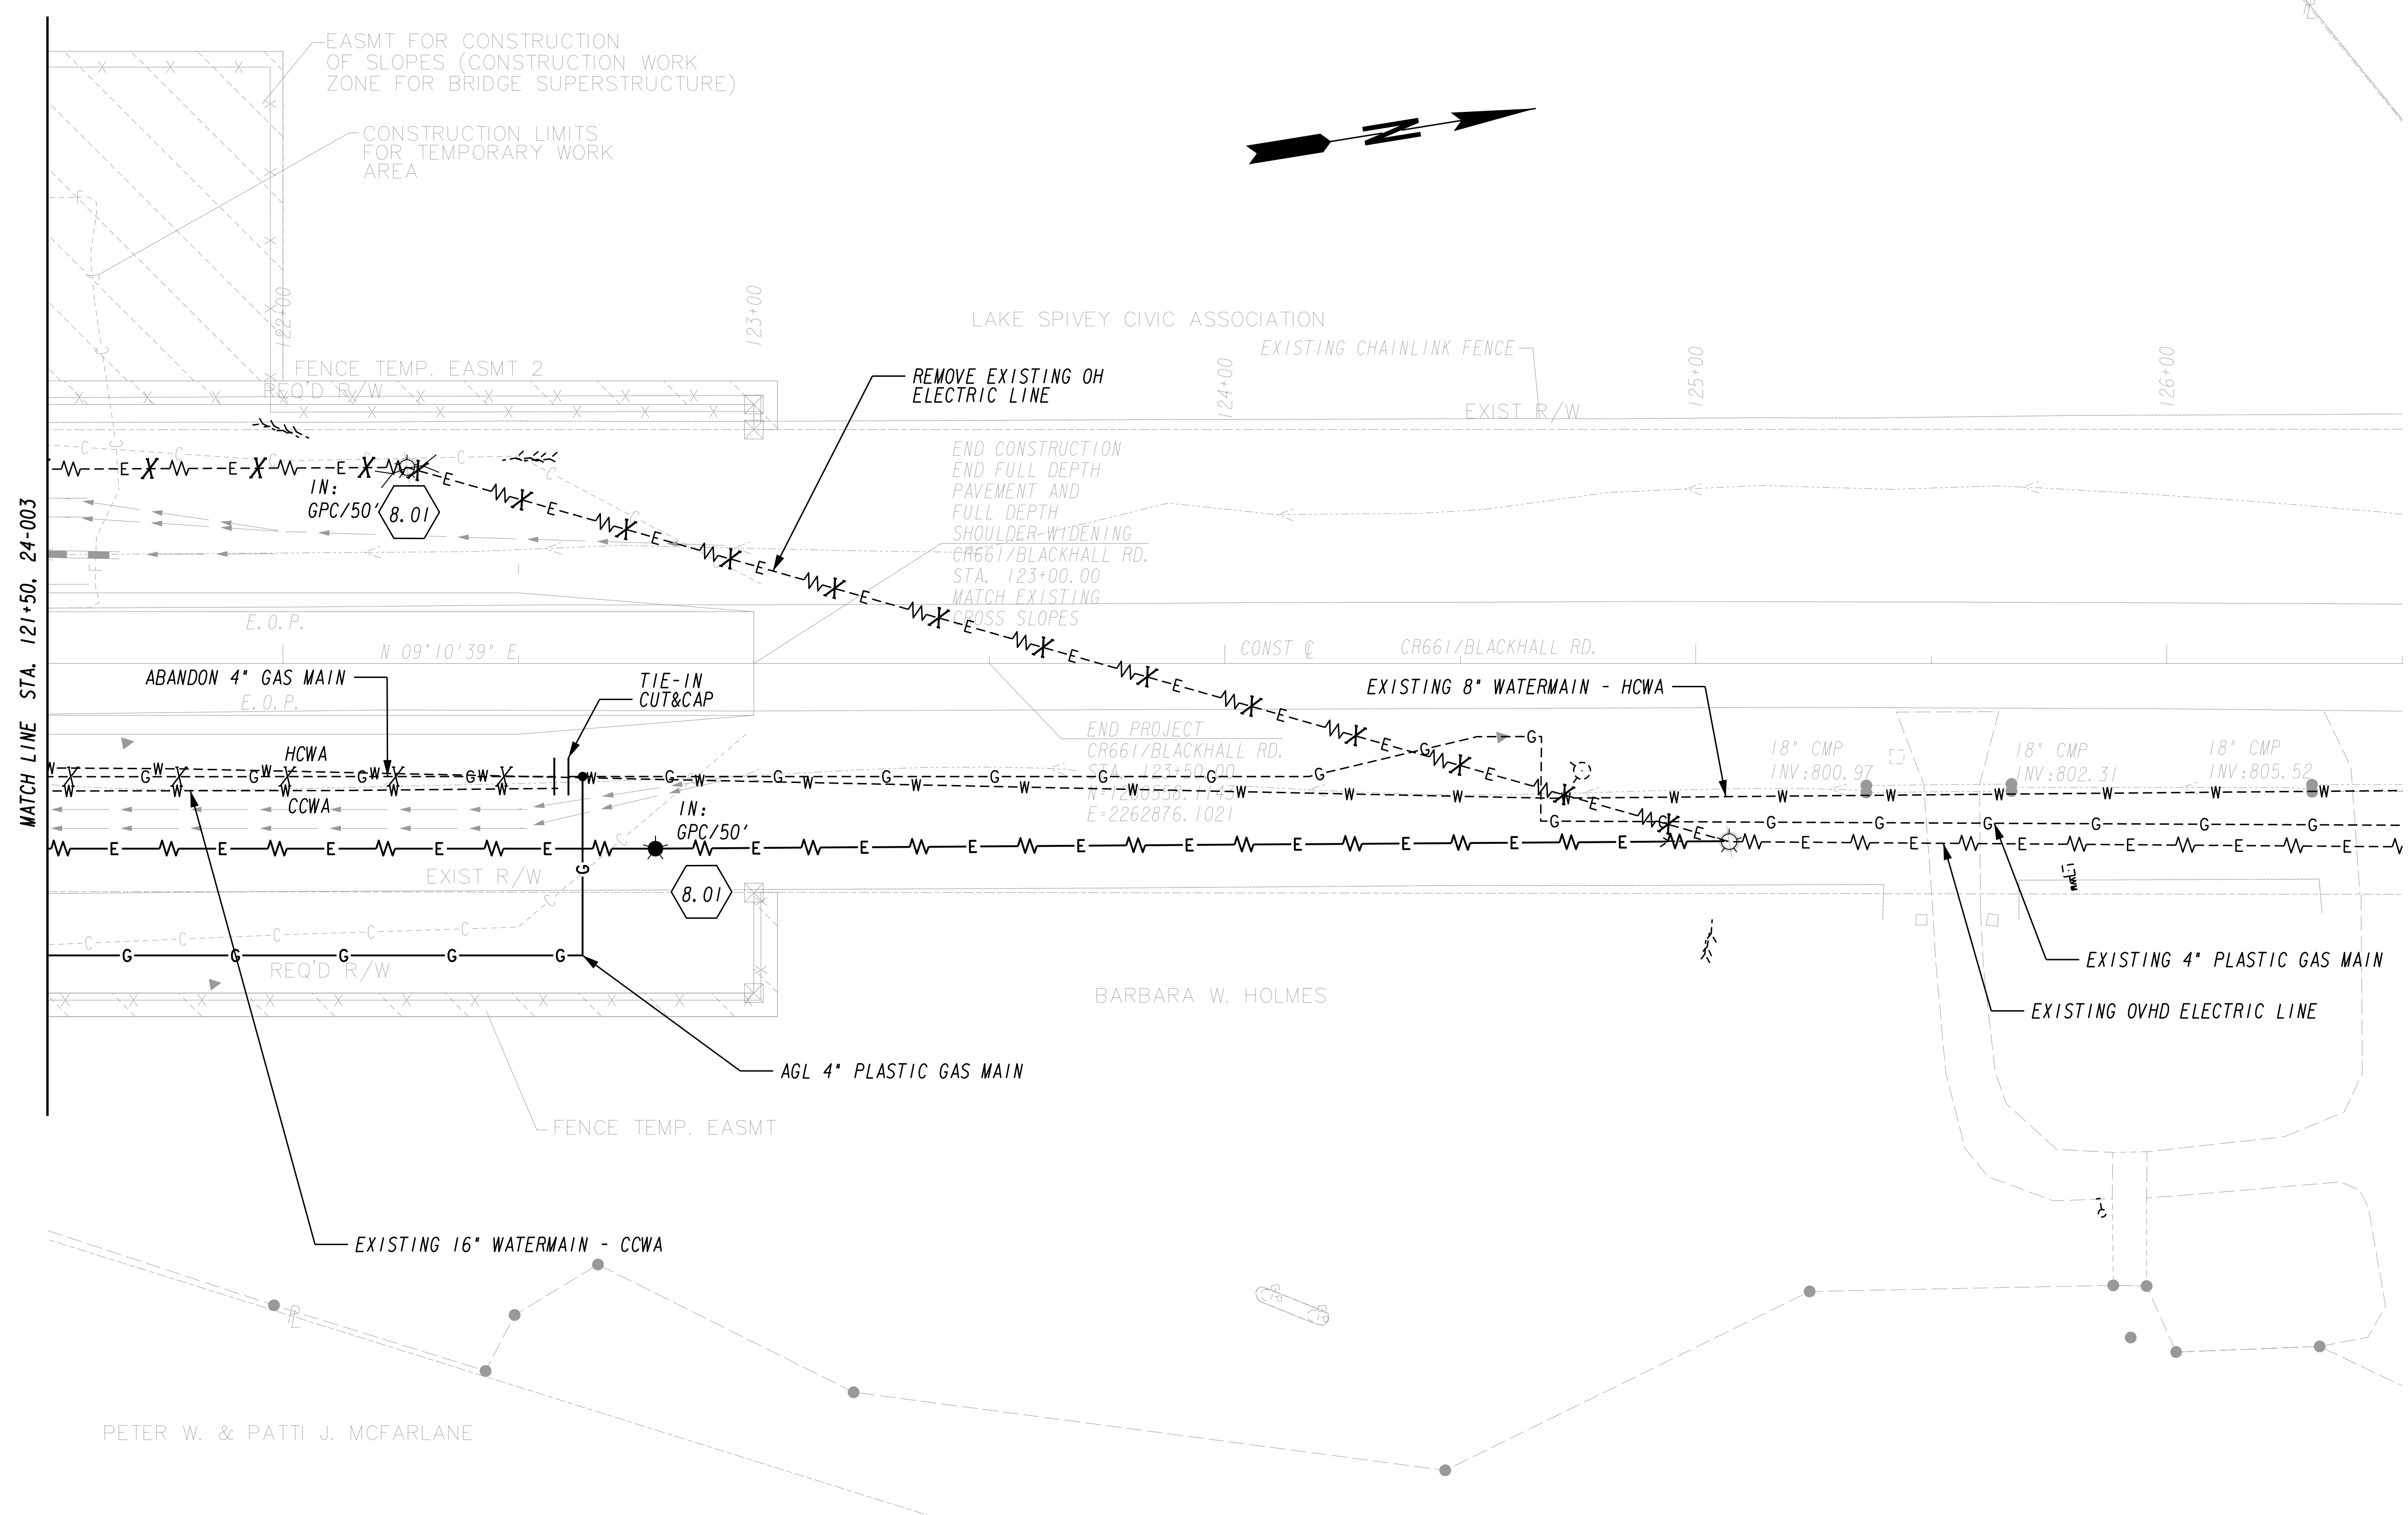 EASMT FOR CONSTRUCTION
OF SLOPES (CONSTRUCTION WORK
ZONE FOR BRIDGE SUPERSTRUCTURE)
CONSTRUCTION LIMITS
FOR TEMPORARY WORK
AREA
N
122+00
123+00
124+00
125+00
126+00
LAKE SPIVEY CIVIC ASSOCIATION
EXISTING CHAINLINK FENCE
FENCE TEMP. EASMT 2
REQ'D R/W
REMOVE EXISTING OH
ELECTRIC LINE
EXIST R/W
END CONSTRUCTION
END FULL DEPTH
PAVEMENT AND
FULL DEPTH
SHOULDER WIDENING
CR661/BLACKHALL RD.
STA. 123+00.00
MATCH EXISTING
CROSS SLOPES
IN:
GPC/50'
8.01
MATCH LINE STA. 121+50. 24-003
E.O.P.
N 09°10'39" E
CONST ℄
CR661/BLACKHALL RD.
ABANDON 4" GAS MAIN
TIE-IN
CUT&CAP
E.O.P.
EXISTING 8" WATERMAIN - HCWA
END PROJECT
CR661/BLACKHALL RD.
STA. 123+50.00
E=2262876.1021
18" CMP
INV:800.97
18" CMP
INV:802.31
18" CMP
INV:805.52
HCWA
CCWA
IN:
GPC/50'
8.01
EXIST R/W
REQ'D R/W
BARBARA W. HOLMES
EXISTING 4" PLASTIC GAS MAIN
EXISTING OVHD ELECTRIC LINE
AGL 4" PLASTIC GAS MAIN
FENCE TEMP. EASMT
EXISTING 16" WATERMAIN - CCWA
PETER W. & PATTI J. MCFARLANE